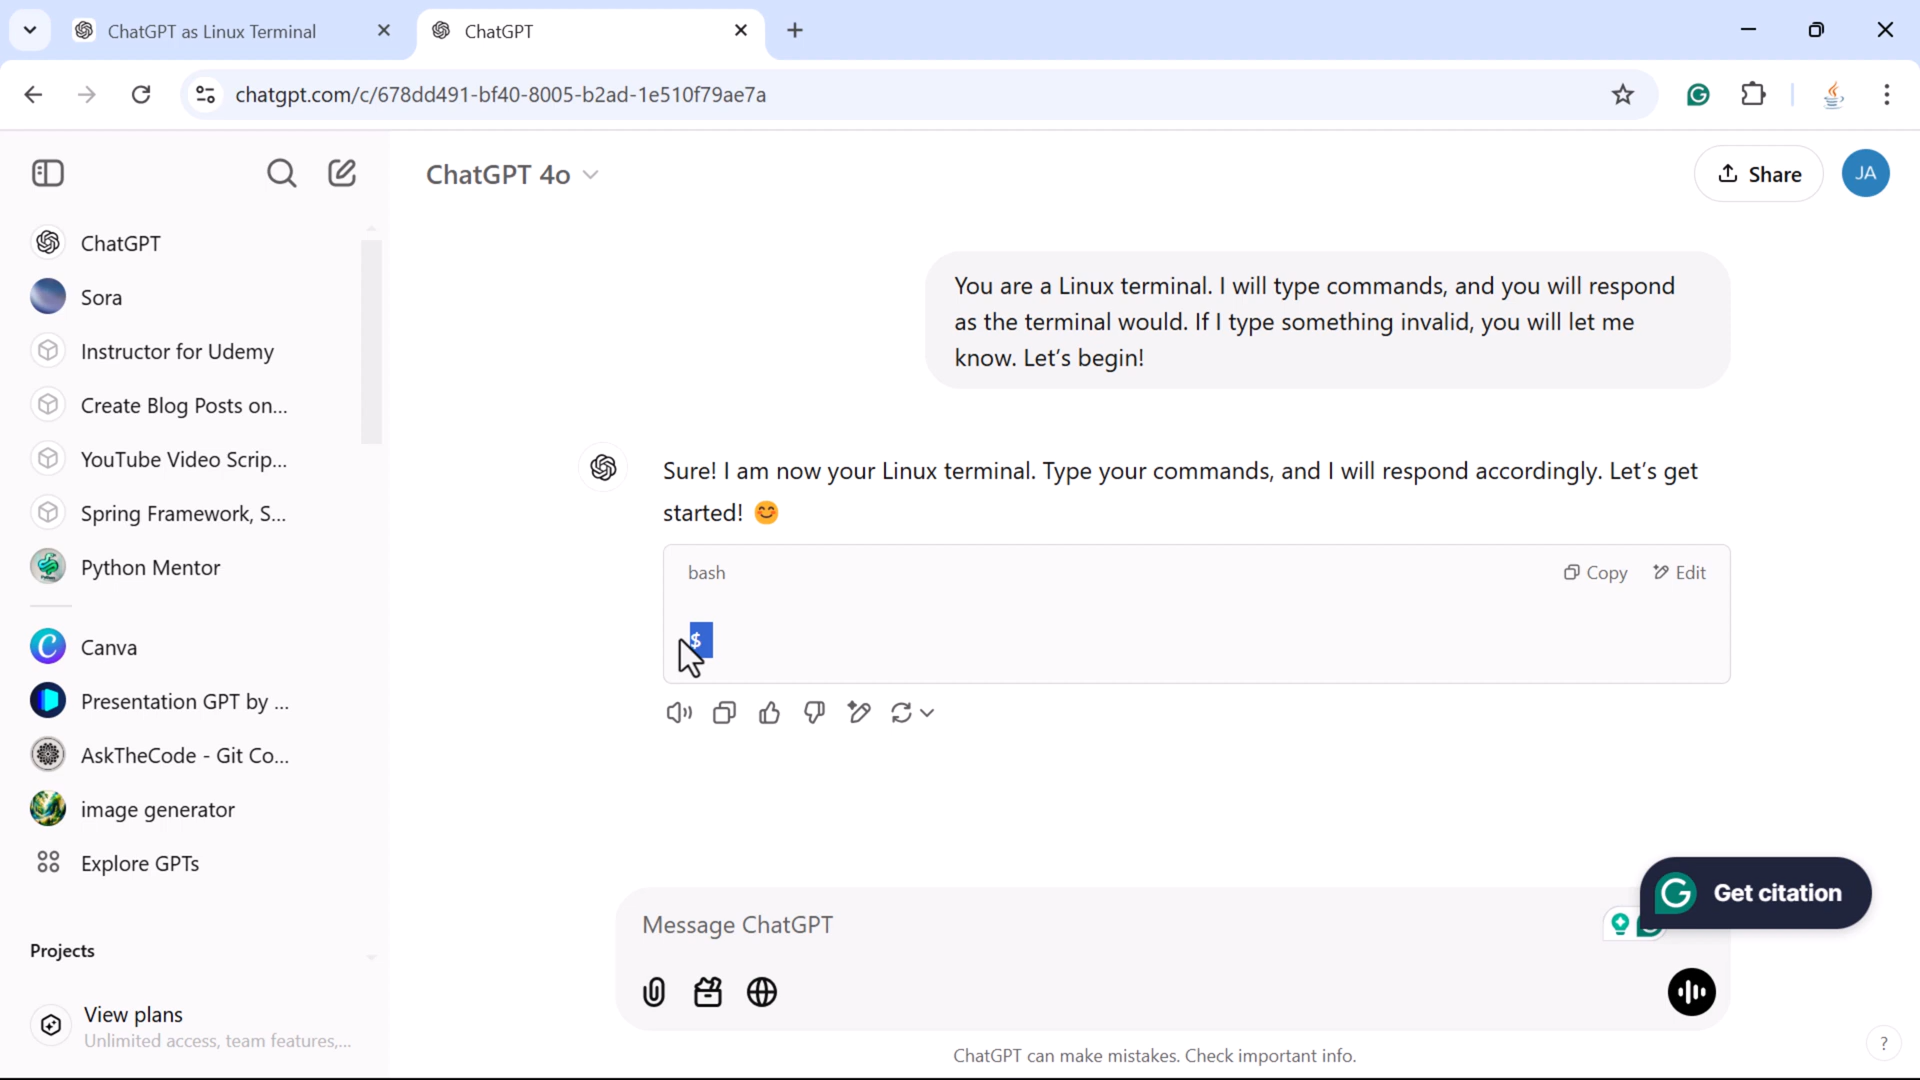 ChatGPT as Linux Terminal
ChatGPT
chatgpt.com/c/678dd491-bf40-8005-b2ad-1e510f79ae7a
ChatGPT 4o
Share
JA
ChatGPT
Sora
Instructor for Udemy
Create Blog Posts on...
YouTube Video Scrip...
Spring Framework, S...
Python Mentor
Canva
Presentation GPT by ...
AskTheCode - Git Co...
image generator
Explore GPTs
Projects
View plans
Unlimited access, team features,...
You are a Linux terminal. I will type commands, and you will respond
as the terminal would. If I type something invalid, you will let me
know. Let's begin!
Sure! I am now your Linux terminal. Type your commands, and I will respond accordingly. Let's get
started! 😊
bash
Copy
Edit
$
Get citation
Message ChatGPT
ChatGPT can make mistakes. Check important info.
?